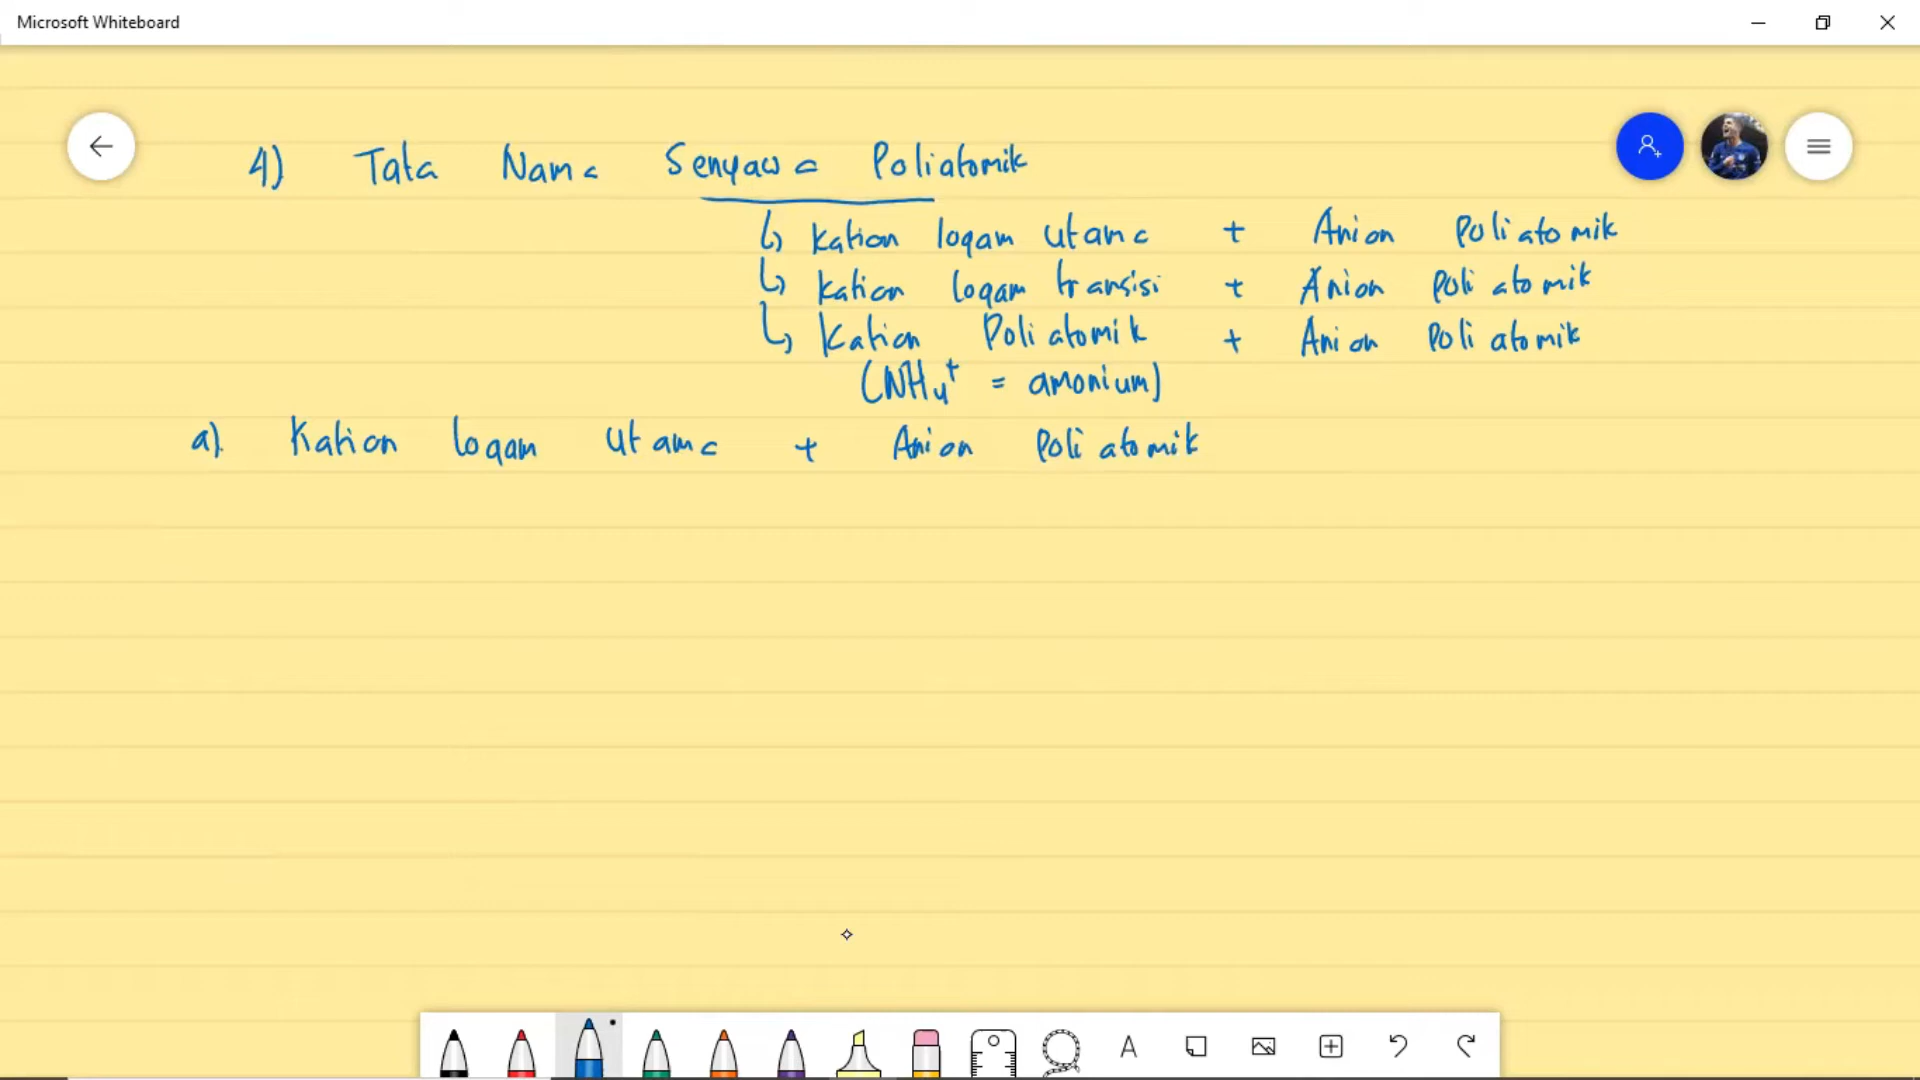 Microsoft Whiteboard
4) Tata Nama Senyawa Poliatomik
↳ Kation logam utama + Anion Poliatomik
↳ Kation logam transisi + Anion Poliatomik
↳ Kation Poliatomik + Anion Poliatomik
(NH₄⁺ = amonium)
a). Kation logam utama + Anion Poliatomik
A